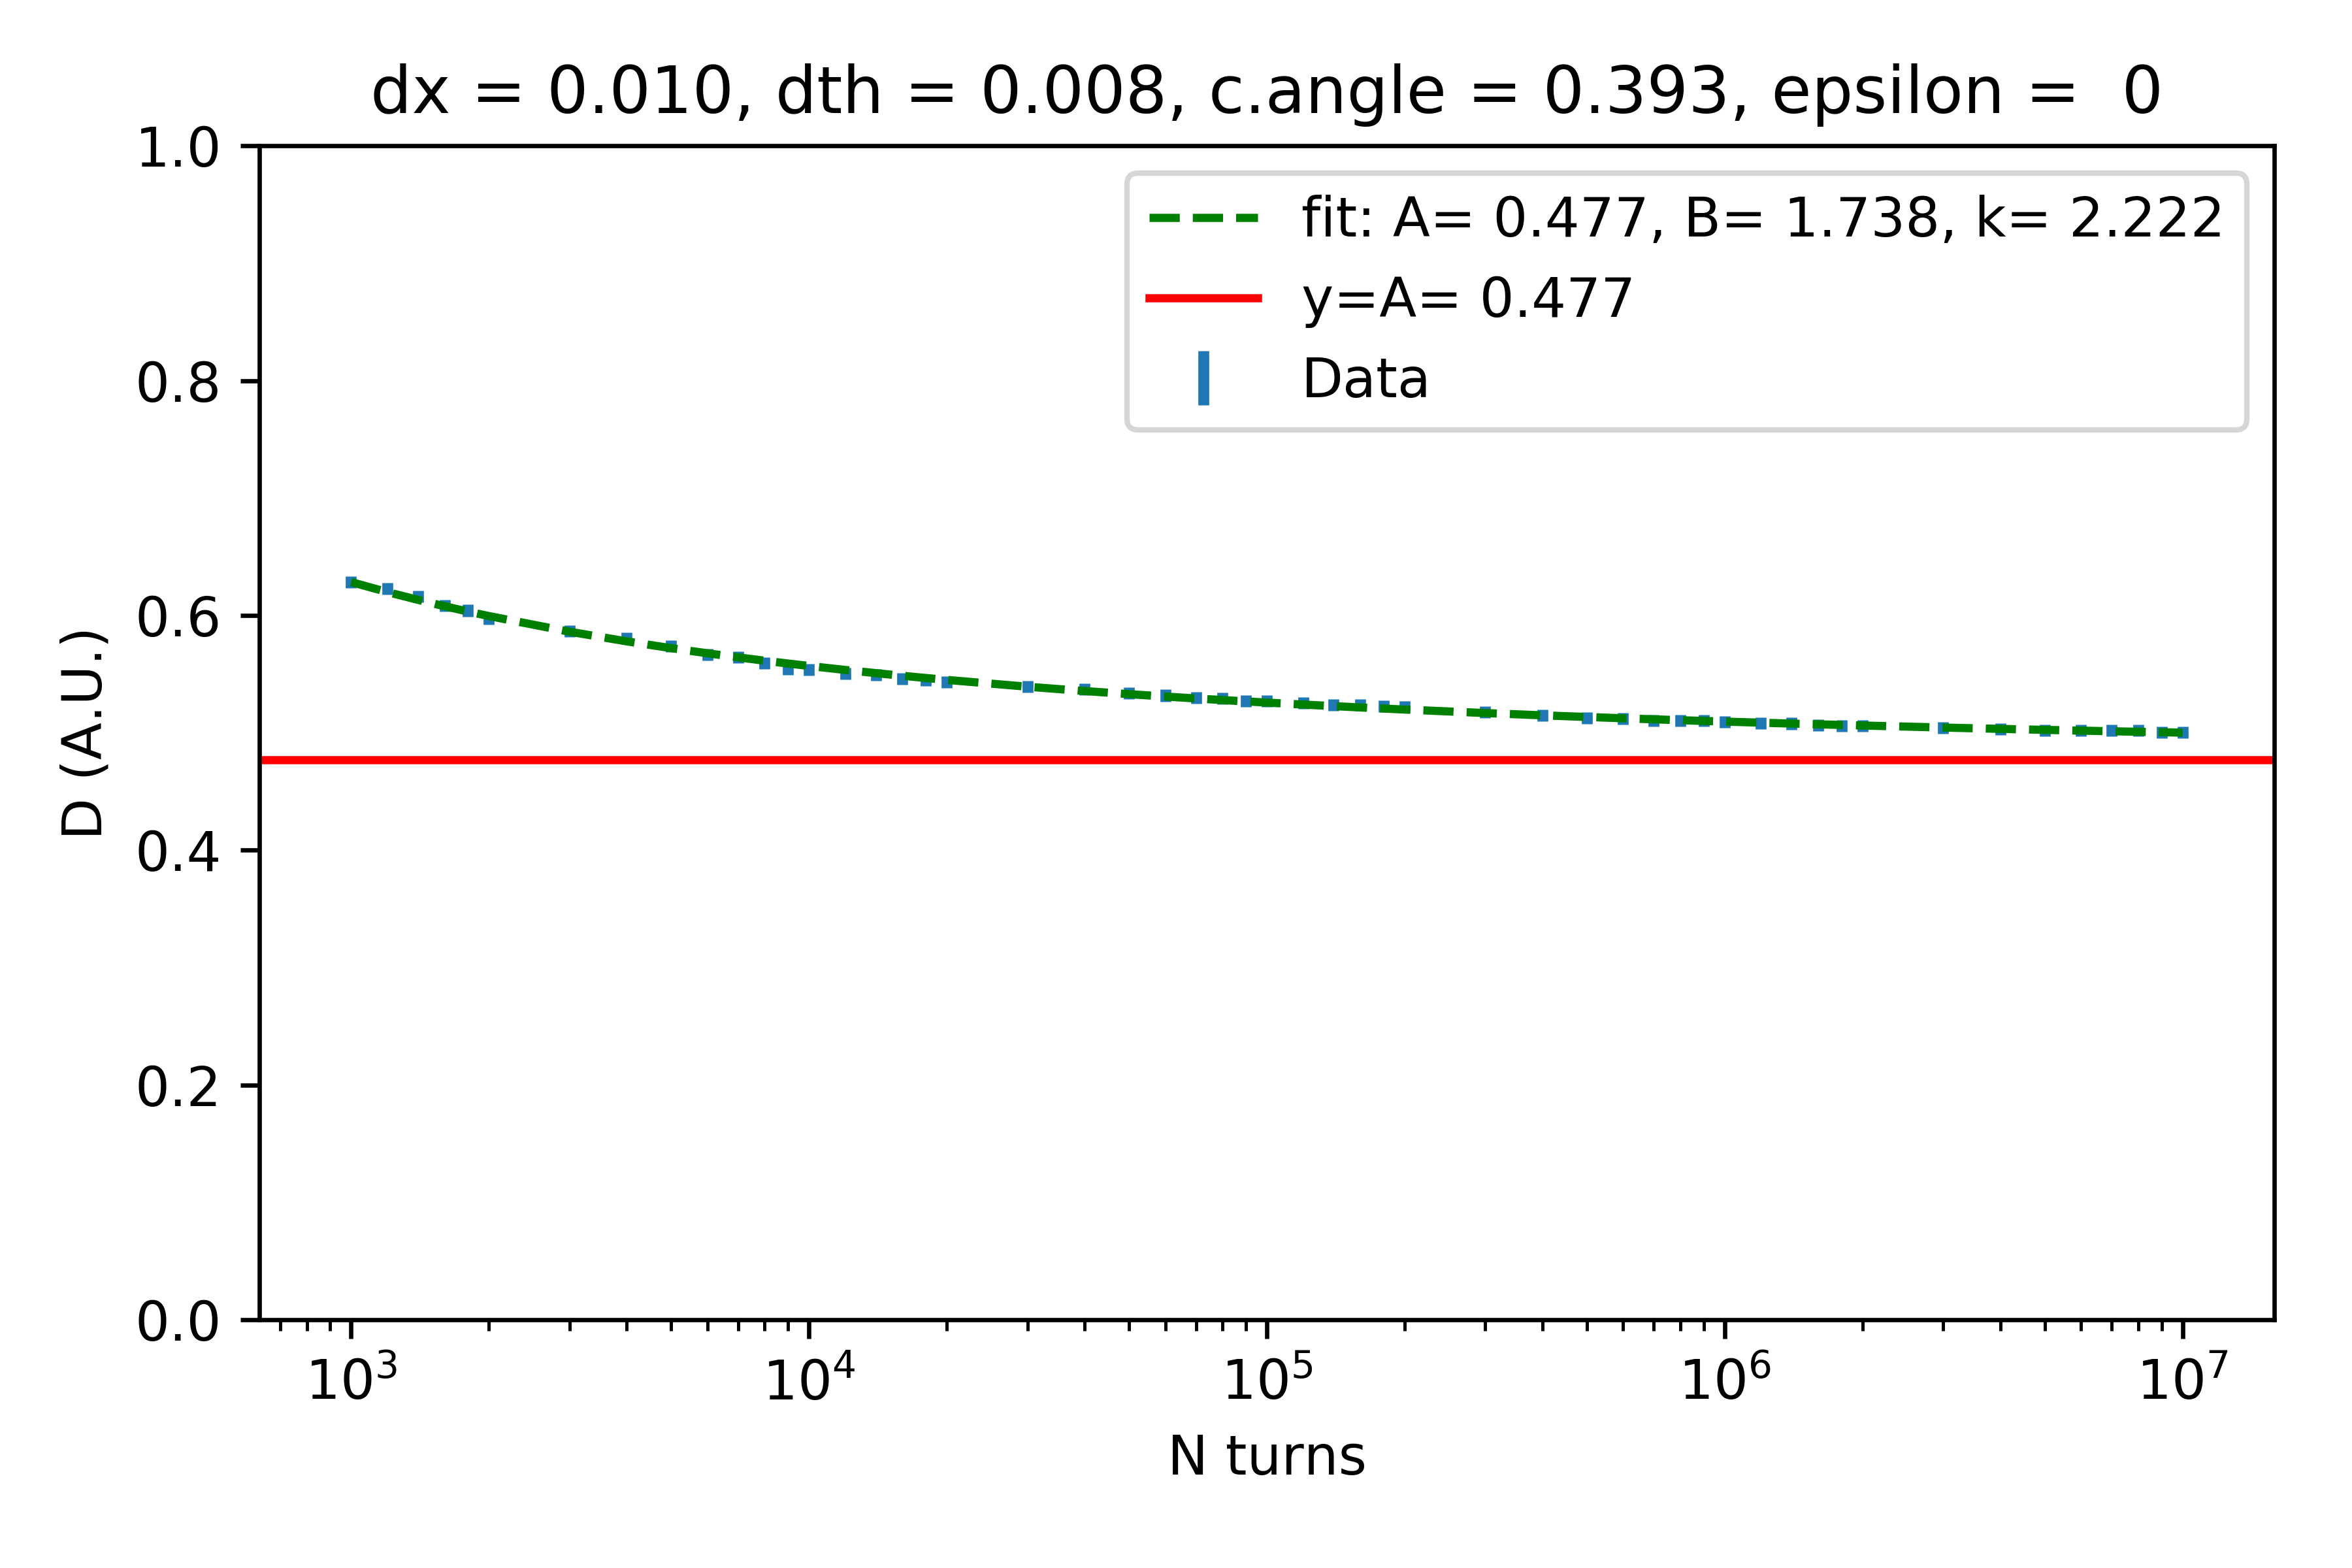 dx = 0.010, dth = 0.008, c.angle = 0.393, epsilon =  0
1.0
0.8
0.6
0.4
0.2
0.0
D (A.U.)
fit: A= 0.477, B= 1.738, k= 2.222
y=A= 0.477
Data
10³
10⁴
10⁵
10⁶
10⁷
N turns